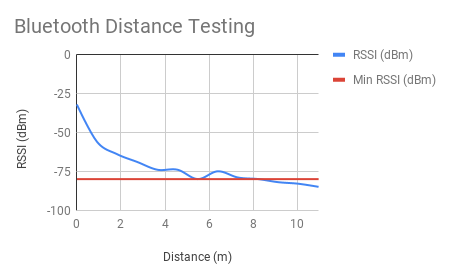 Bluetooth Distance Testing
RSSI (dBm)
Min RSSI (dBm)
RSSI (dBm)
0
-25
-50
-75
-100
0 2 4 6 8 10
Distance (m)